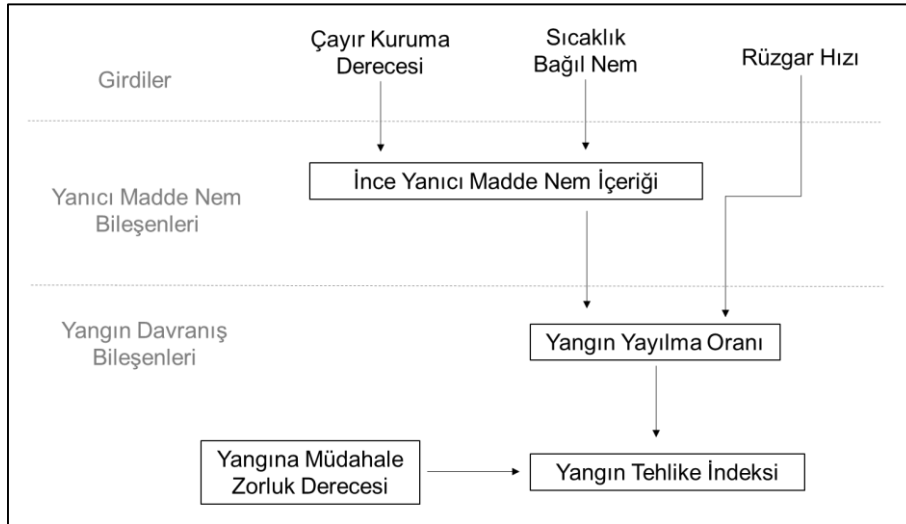 Girdiler
Çayır Kuruma
Derecesi
Sıcaklık
Bağıl Nem
Rüzgar Hızı
Yanıcı Madde Nem
Bileşenleri
İnce Yanıcı Madde Nem İçeriği
Yangın Davranış
Bileşenleri
Yangın Yayılma Oranı
Yangına Müdahale
Zorluk Derecesi
Yangın Tehlike İndeksi